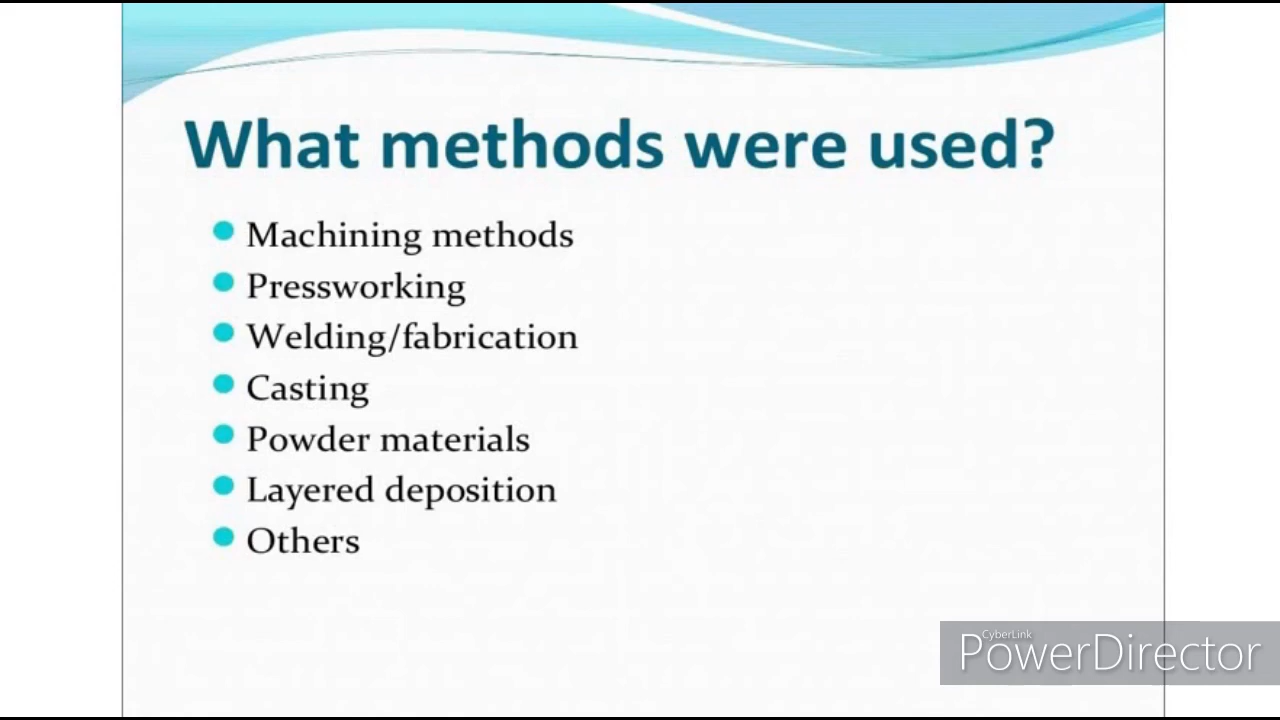 What methods were used?
Machining methods
Pressworking
Welding/fabrication
Casting
Powder materials
Layered deposition
Others
CyberLink
PowerDirector